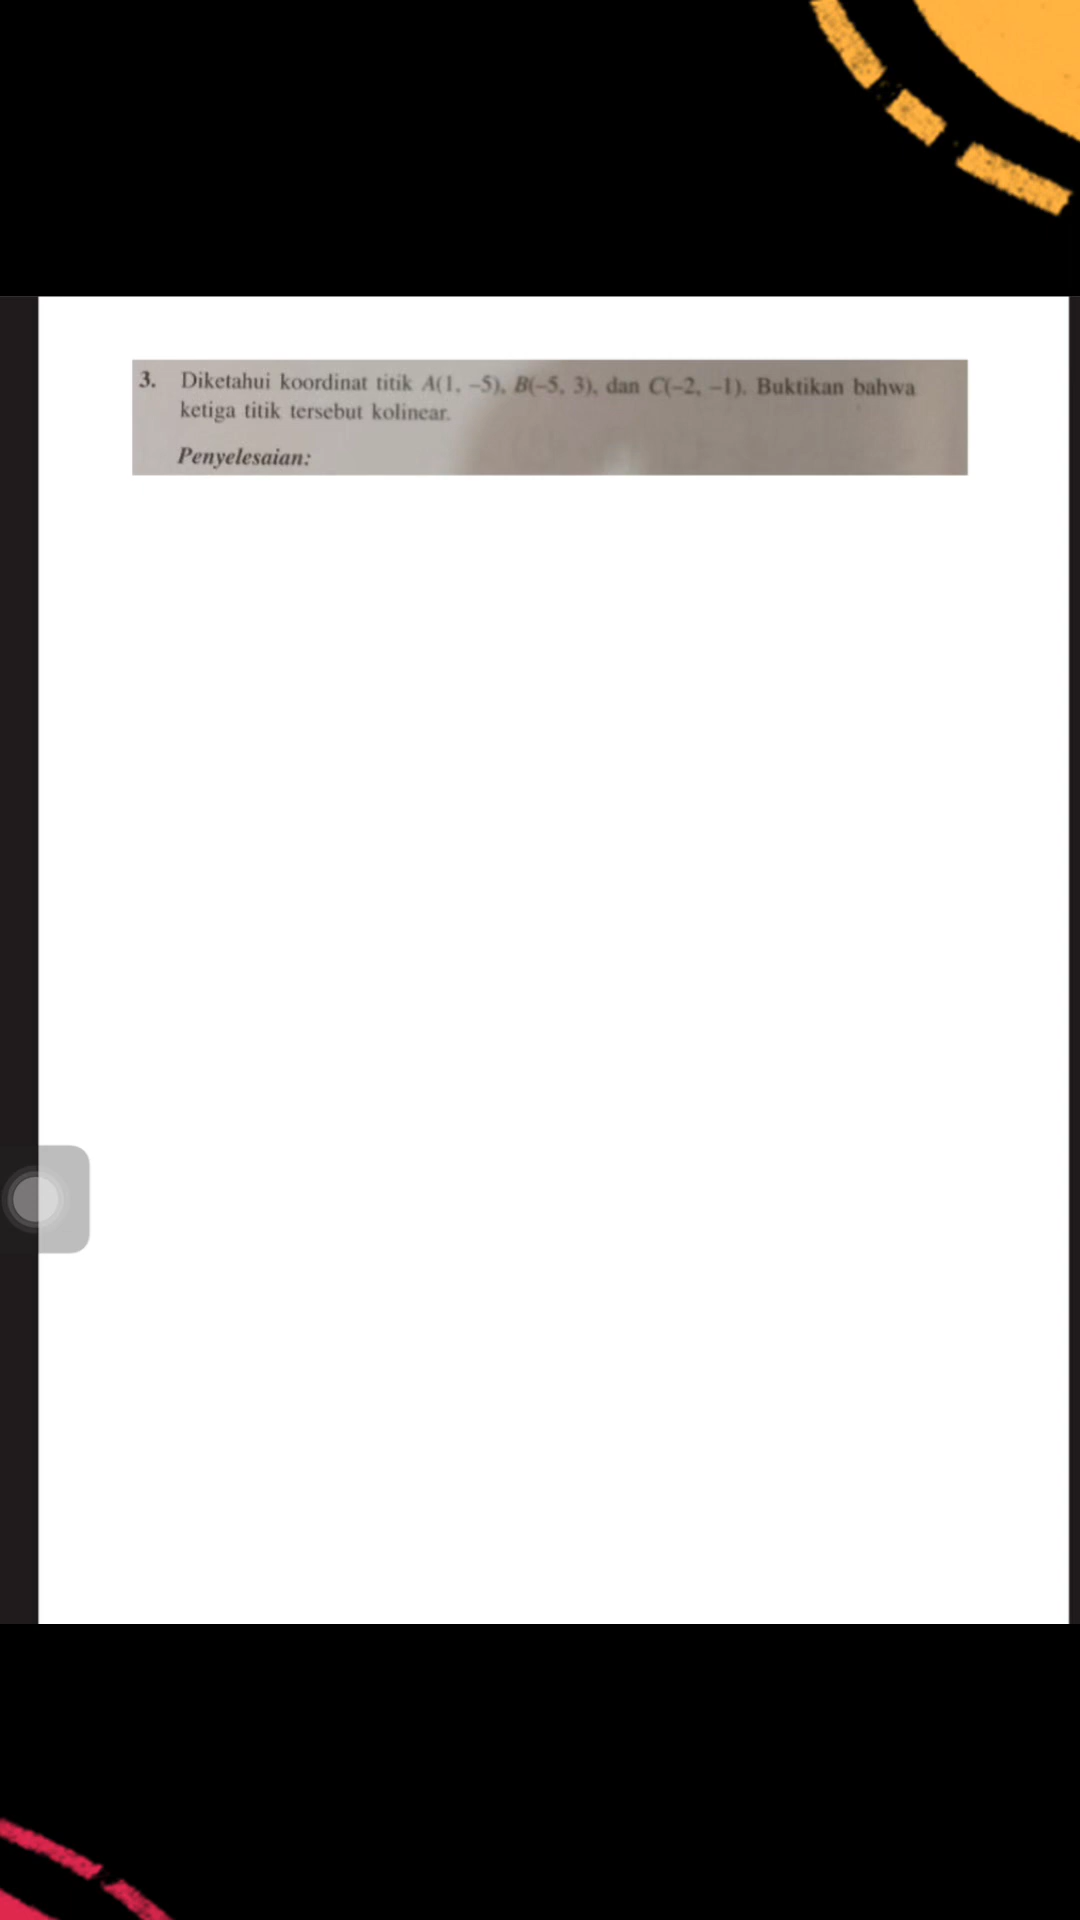 3. Diketahui koordinat titik A(1, –5), B(–5, 3), dan C(–2, –1). Buktikan bahwa
ketiga titik tersebut kolinear.
Penyelesaian: